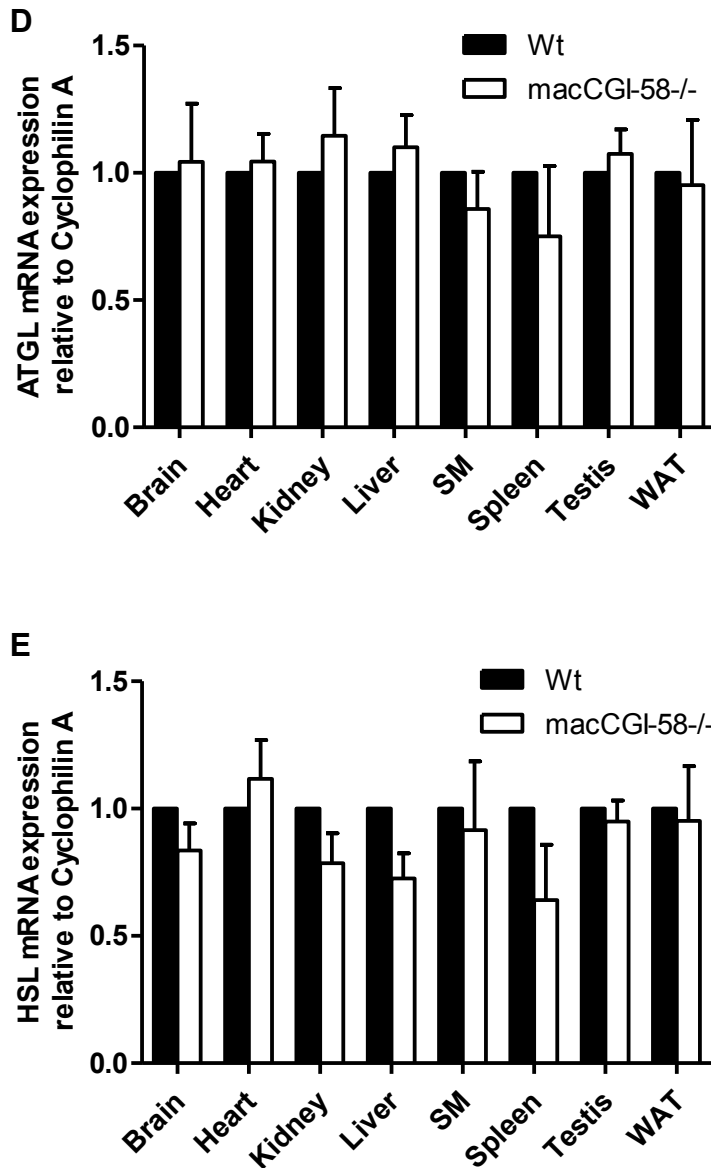 D
ATGL mRNA expression
relative to Cyclophilin A
1.5
1.0
0.5
0.0
Wt
macCGI-58-/-
Brain
Heart
Kidney
Liver
SM
Spleen
Testis
WAT
E
HSL mRNA expression
relative to Cyclophilin A
1.5
1.0
0.5
0.0
Wt
macCGI-58-/-
Brain
Heart
Kidney
Liver
SM
Spleen
Testis
WAT